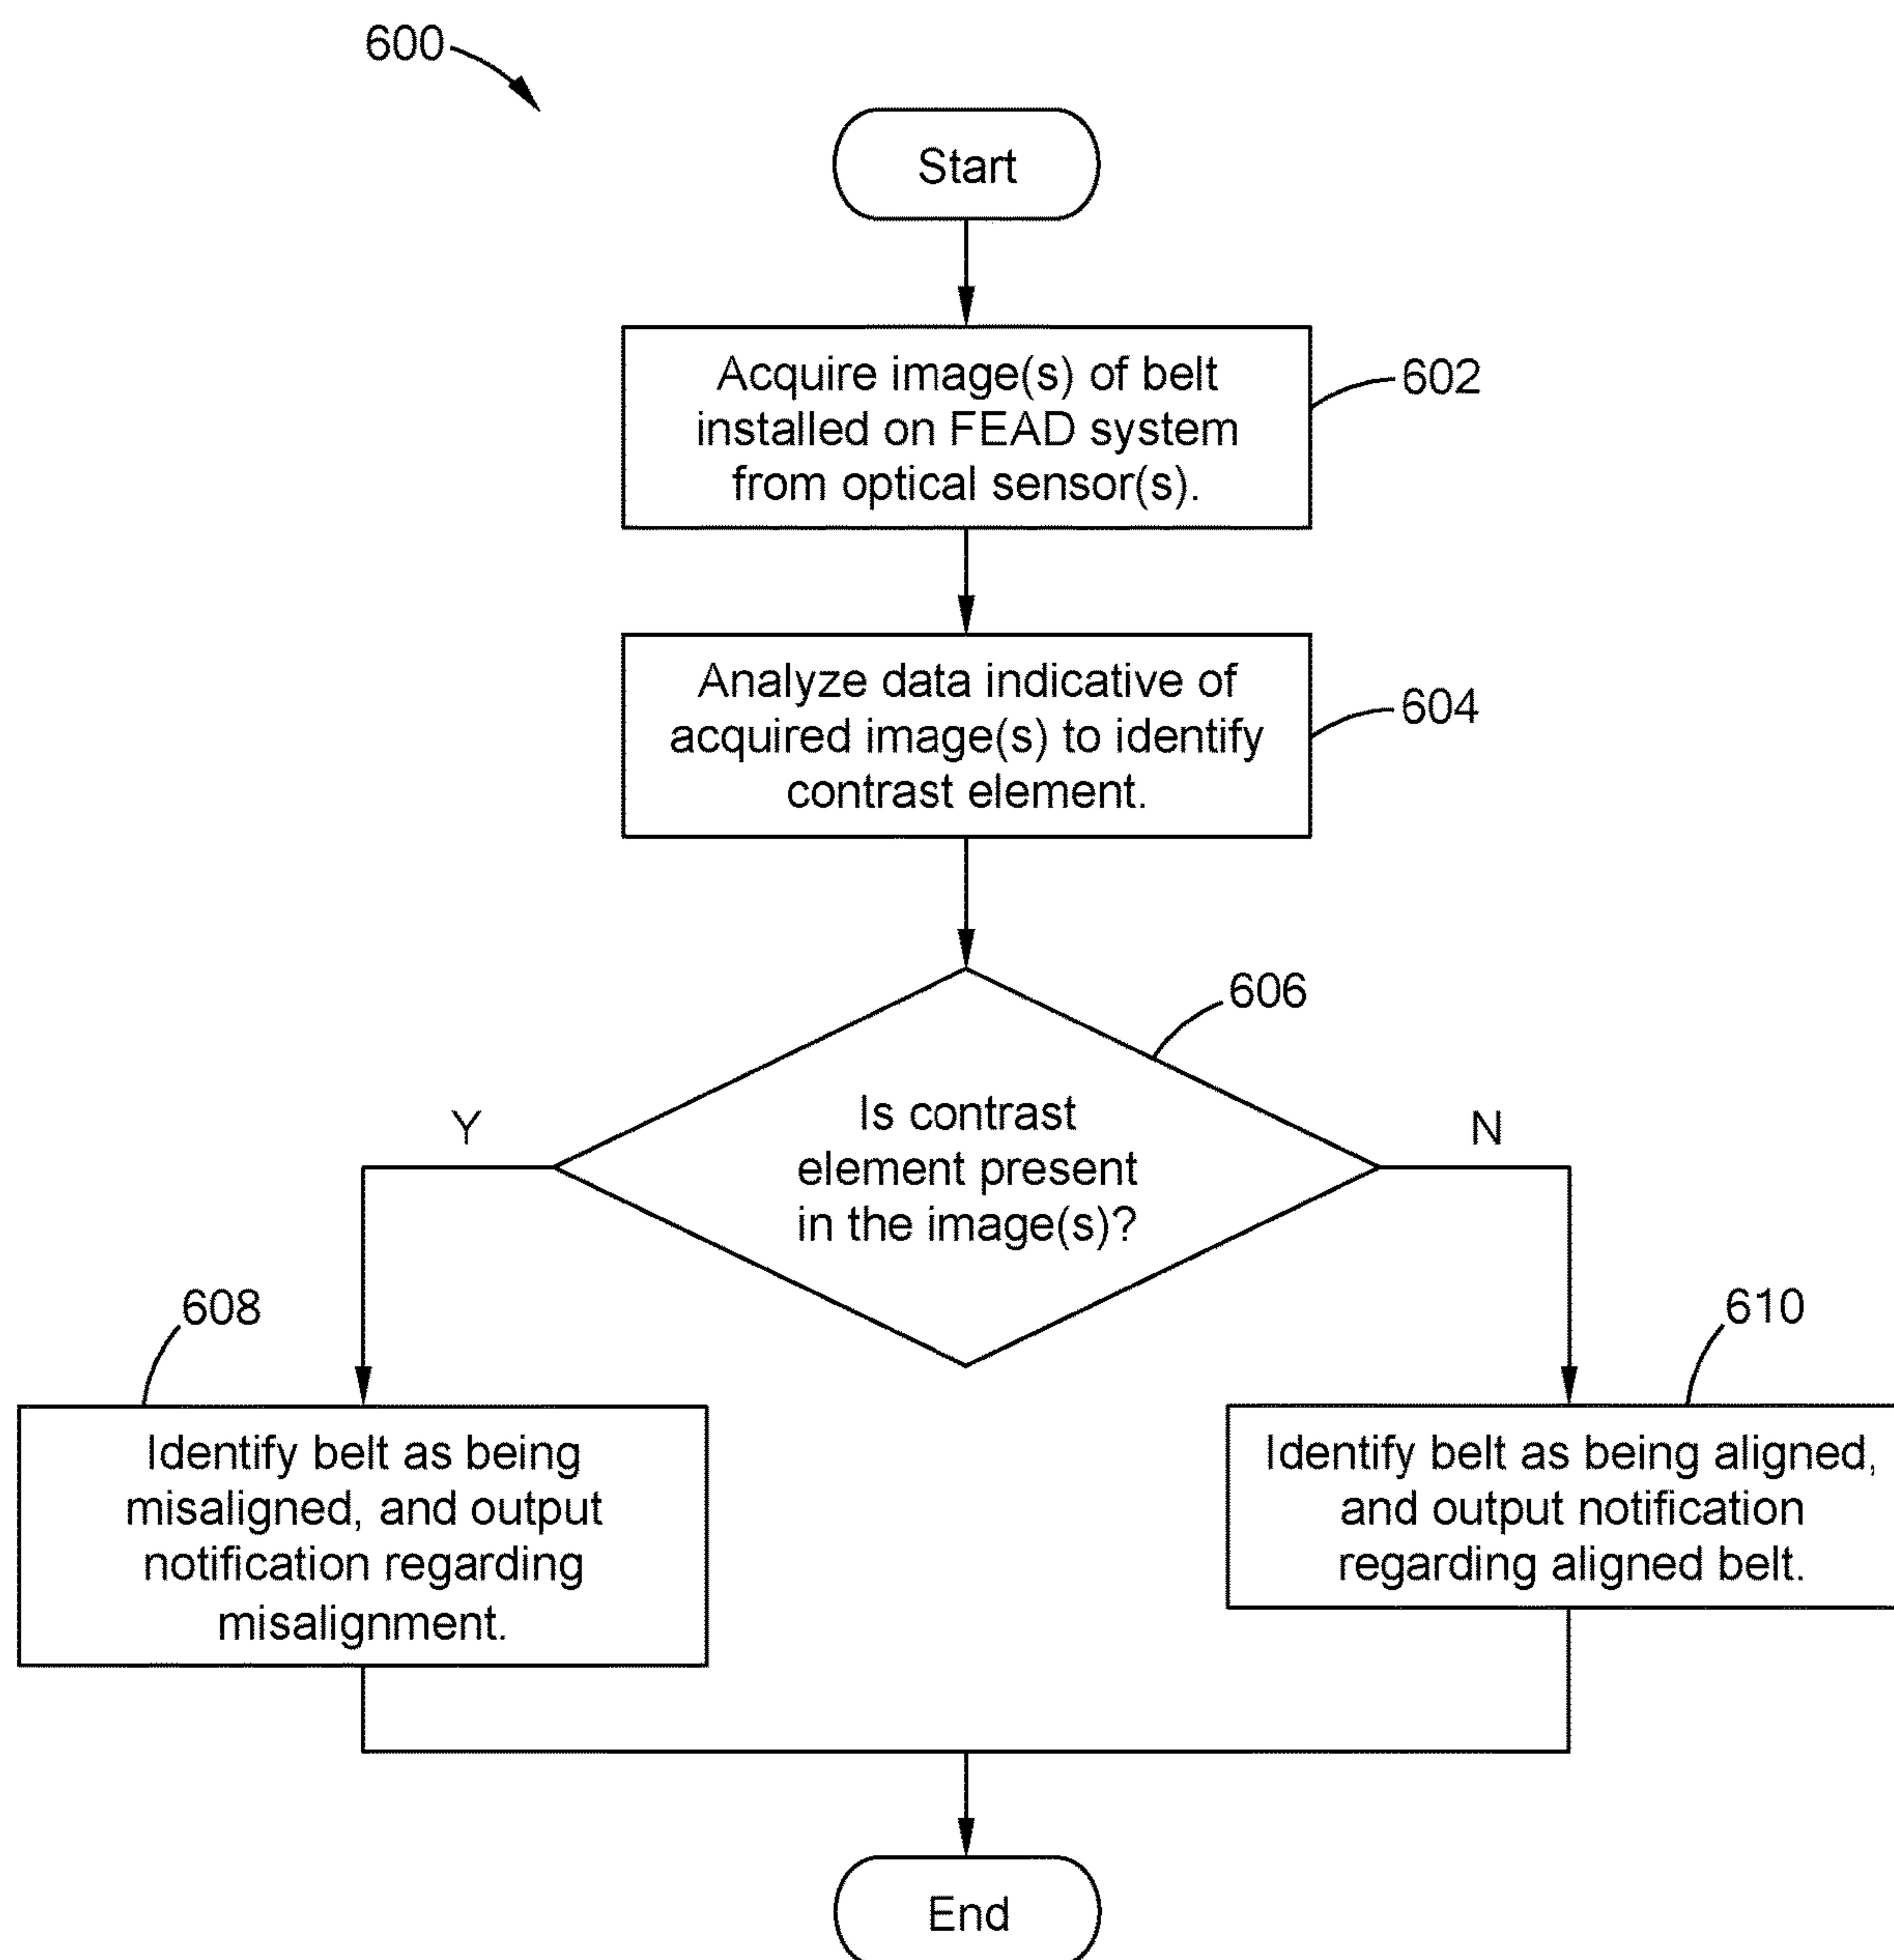 600
Start
Acquire image(s) of belt
installed on FEAD system
from optical sensor(s).
602
Analyze data indicative of
acquired image(s) to identify
contrast element.
604
606
Is contrast
element present
in the image(s)?
Y
N
608
Identify belt as being
misaligned, and output
notification regarding
misalignment.
610
Identify belt as being aligned,
and output notification
regarding aligned belt.
End